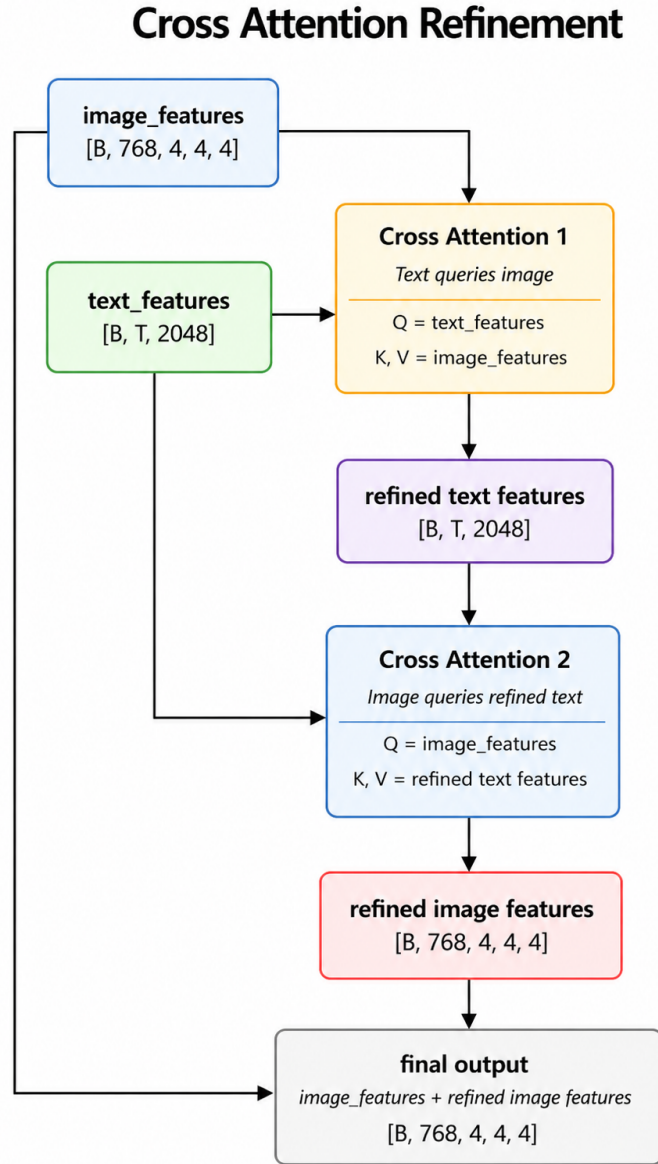 Cross Attention Refinement
image_features
[B, 768, 4, 4, 4]
Cross Attention 1
Text queries image
Q = text_features
K, V = image_features
text_features
[B, T, 2048]
refined text features
[B, T, 2048]
Cross Attention 2
Image queries refined text
Q = image_features
K, V = refined text features
refined image features
[B, 768, 4, 4, 4]
final output
image_features + refined image features
[B, 768, 4, 4, 4]